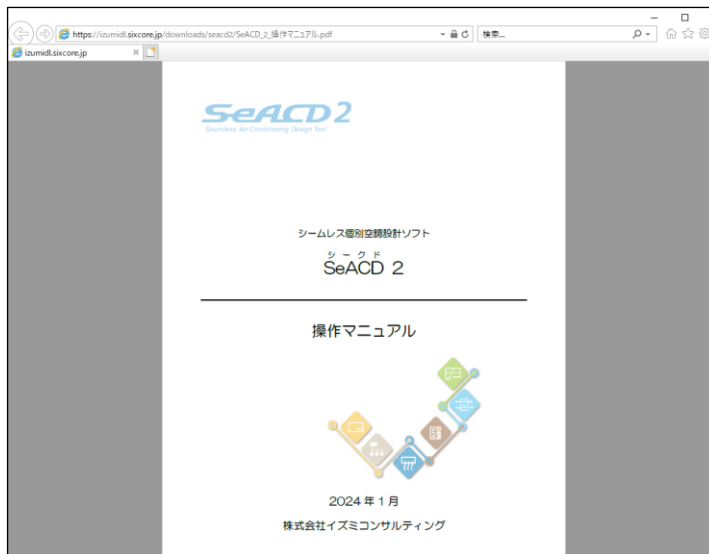 https://izumidl.sixcore.jp/downloads/seacd2/SeACD_2_操作マニュアル.pdf
検索...
izumidl.sixcore.jp
SeACD2
Seamless Air-Conditioning Design Tool
シームレス個別空調設計ソフト
シークド
SeACD 2
操作マニュアル
2024 年 1 月
株式会社イズミコンサルティング